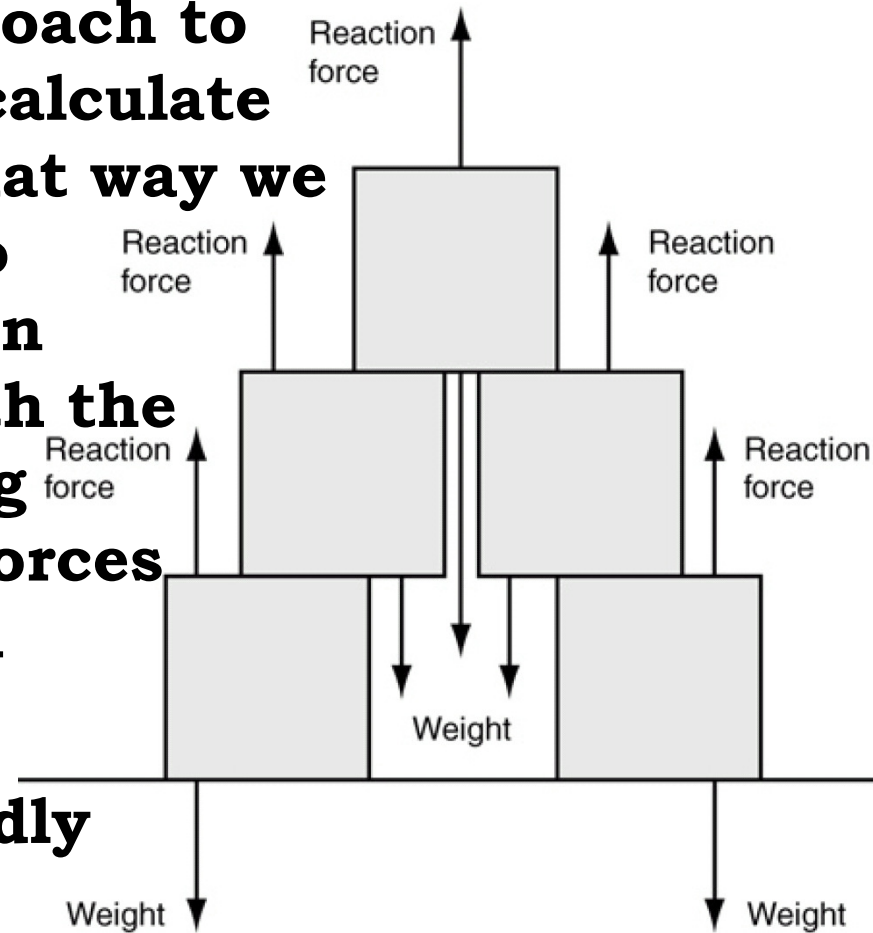 oach to
calculate
at way we
n
h the
g
orces
dly
Reaction
force
Reaction
force
Reaction
force
Reaction
force
Reaction
force
Weight
Weight
Weight